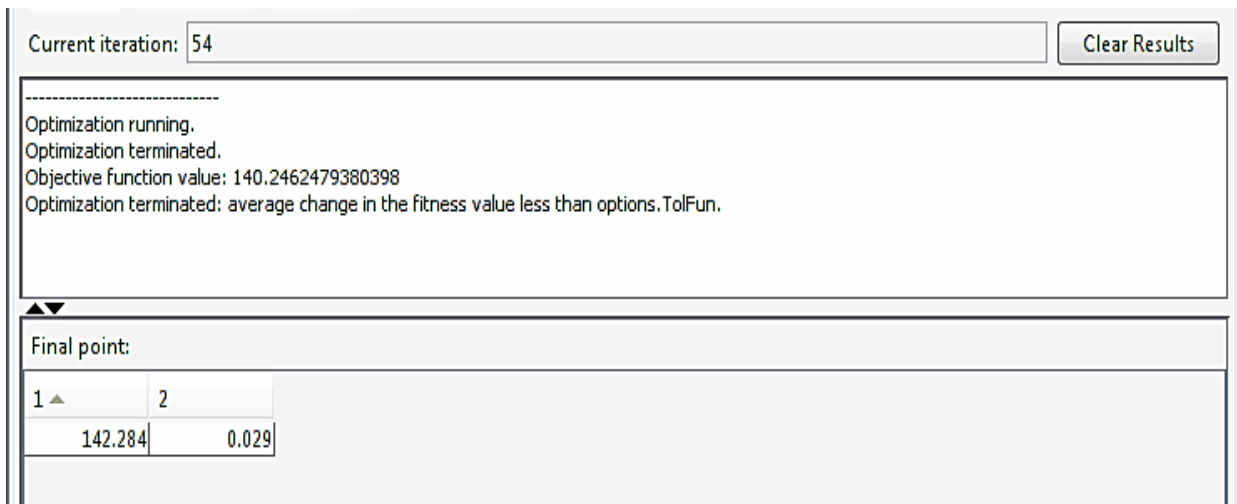 Current iteration: 54 Clear Results
-----------------------------
Optimization running.
Optimization terminated.
Objective function value: 140.2462479380398
Optimization terminated: average change in the fitness value less than options.TolFun.
Final point:
1 2
142.284 0.029